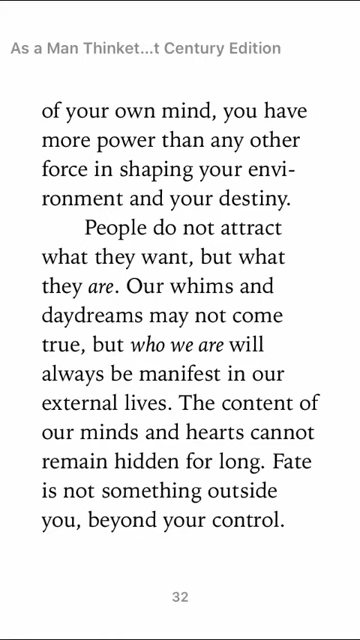 As a Man Thinket...t Century Edition
of your own mind, you have
more power than any other
force in shaping your envi-
ronment and your destiny.
People do not attract
what they want, but what
they are. Our whims and
daydreams may not come
true, but who we are will
always be manifest in our
external lives. The content of
our minds and hearts cannot
remain hidden for long. Fate
is not something outside
you, beyond your control.
32